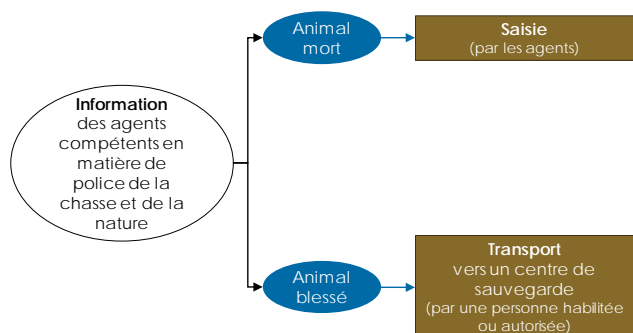 Information
des agents
compétents en
matière de
police de la
chasse et de la
nature
Animal
mort
Saisie
(par les agents)
Animal
blessé
Transport
vers un centre de
sauvegarde
(par une personne habilitée
ou autorisée)